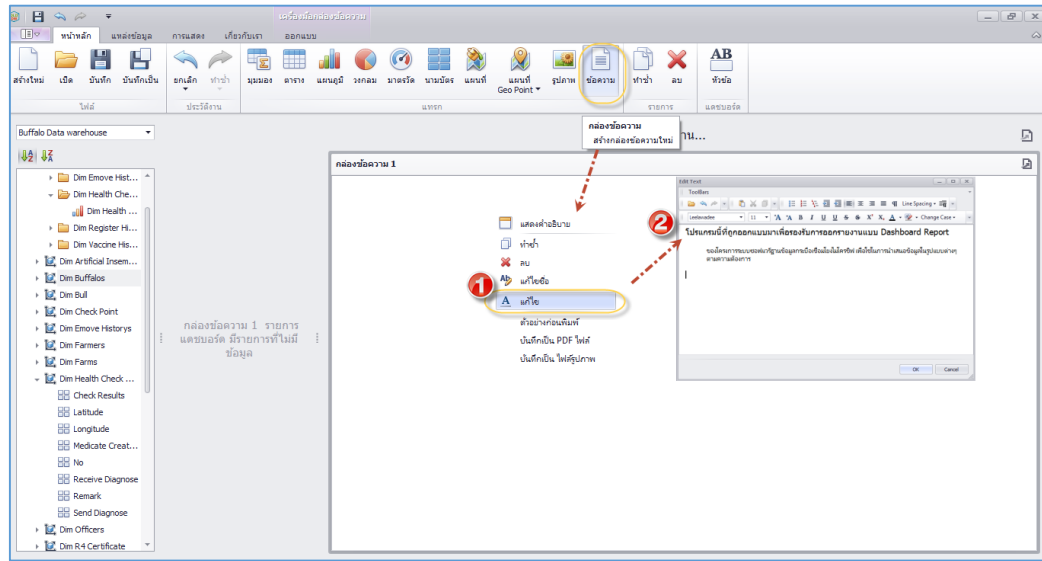 เครื่องมือกล่องข้อความ
หน้าหลัก แหล่งข้อมูล การแสดง เกี่ยวกับเรา ออกแบบ
สร้างใหม่ เปิด บันทึก บันทึกเป็น ยกเลิก ทำซ้ำ มุมมอง ตาราง แผนภูมิ วงกลม มาตรวัด นามบัตร แผนที่ แผนที่ Geo Point รูปภาพ ข้อความ ทำซ้ำ ลบ หัวข้อ
AB
ไฟล์ ประวัติงาน แทรก รายการ แดชบอร์ด
กล่องข้อความ
สร้างกล่องข้อความใหม่
าน...
Buffalo Data warehouse
กล่องข้อความ 1
Dim Emove Hist...
Dim Health Che...
Dim Health ...
Dim Register Hi...
Dim Vaccine His...
Dim Artificial Insem...
Dim Buffalos
Dim Bull
Dim Check Point
Dim Emove Historys
Dim Farmers
Dim Farms
Dim Health Check ...
Check Results
Latitude
Longitude
Medicate Creat...
No
Receive Diagnose
Remark
Send Diagnose
Dim Officers
Dim R4 Certificate
กล่องข้อความ 1 รายการ
แดชบอร์ด มีรายการที่ไม่มี
ข้อมูล
แสดงคำอธิบาย
ทำซ้ำ
ลบ
แก้ไขชื่อ
1
แก้ไข
ตัวอย่างก่อนพิมพ์
บันทึกเป็น PDF ไฟล์
บันทึกเป็น ไฟล์รูปภาพ
2
Edit Text
ToolBars
Line Spacing
Leelawadee 11 Change Case
โปรแกรมนี้ที่ถูกออกแบบมาเพื่อรองรับการออกรายงานแบบ Dashboard Report
ตามความต้องการ
OK Cancel